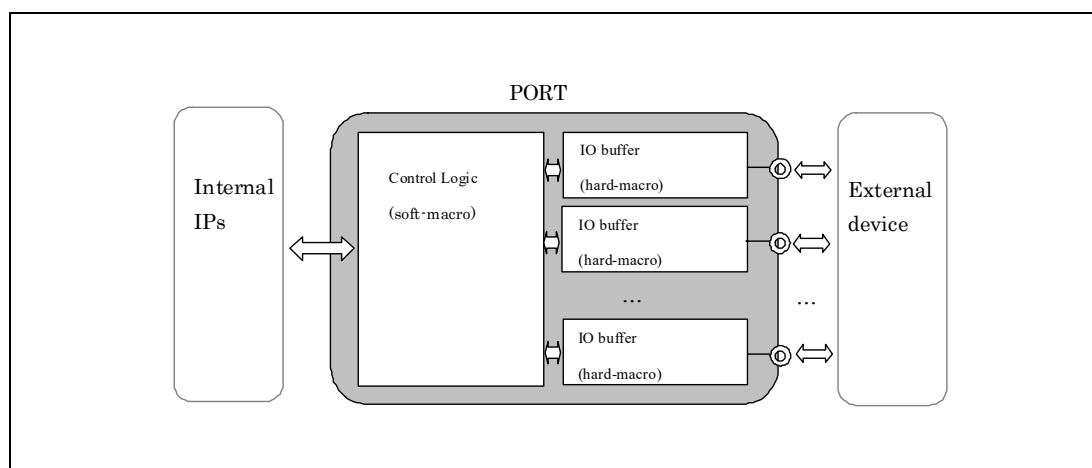 PORT
Internal
IPs
Control Logic
(soft-macro)
IO buffer
(hard-macro)
IO buffer
(hard-macro)
...
IO buffer
(hard-macro)
...
External
device